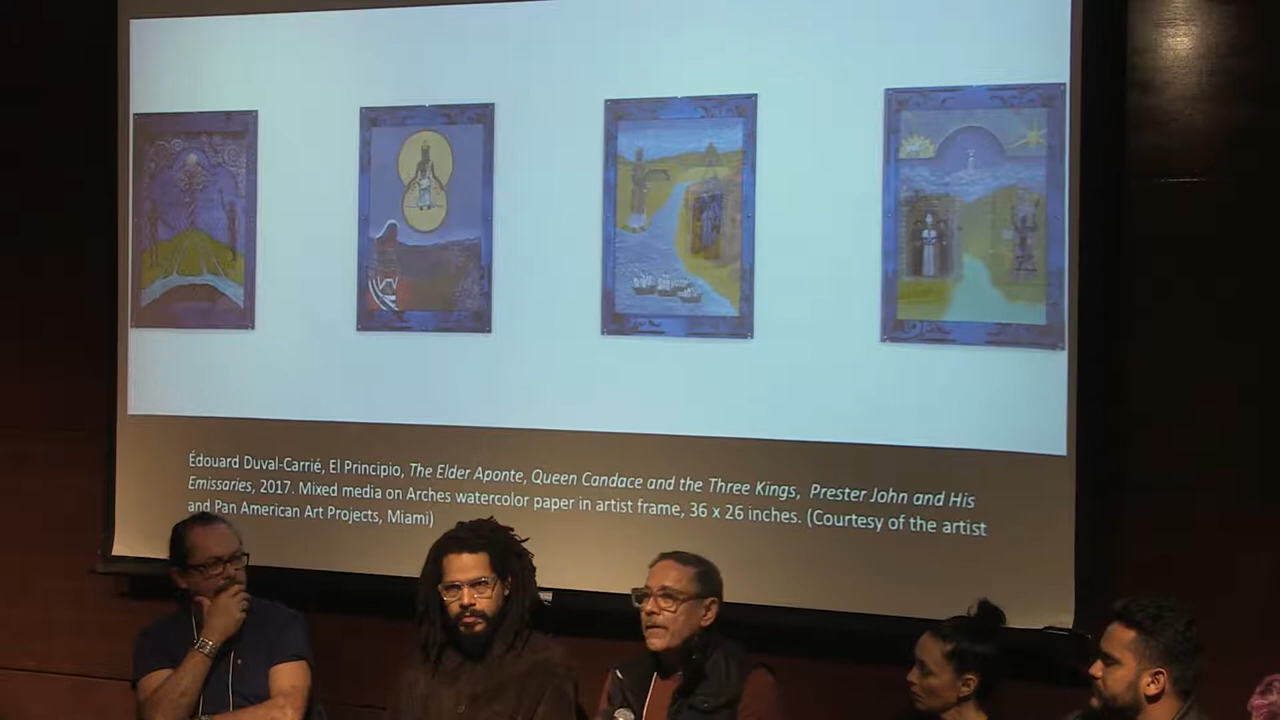 Édouard Duval-Carrié, El Principio, The Elder Aponte, Queen Candace and the Three Kings, Prester John and His
Emissaries, 2017. Mixed media on Arches watercolor paper in artist frame, 36 x 26 inches. (Courtesy of the artist
and Pan American Art Projects, Miami)